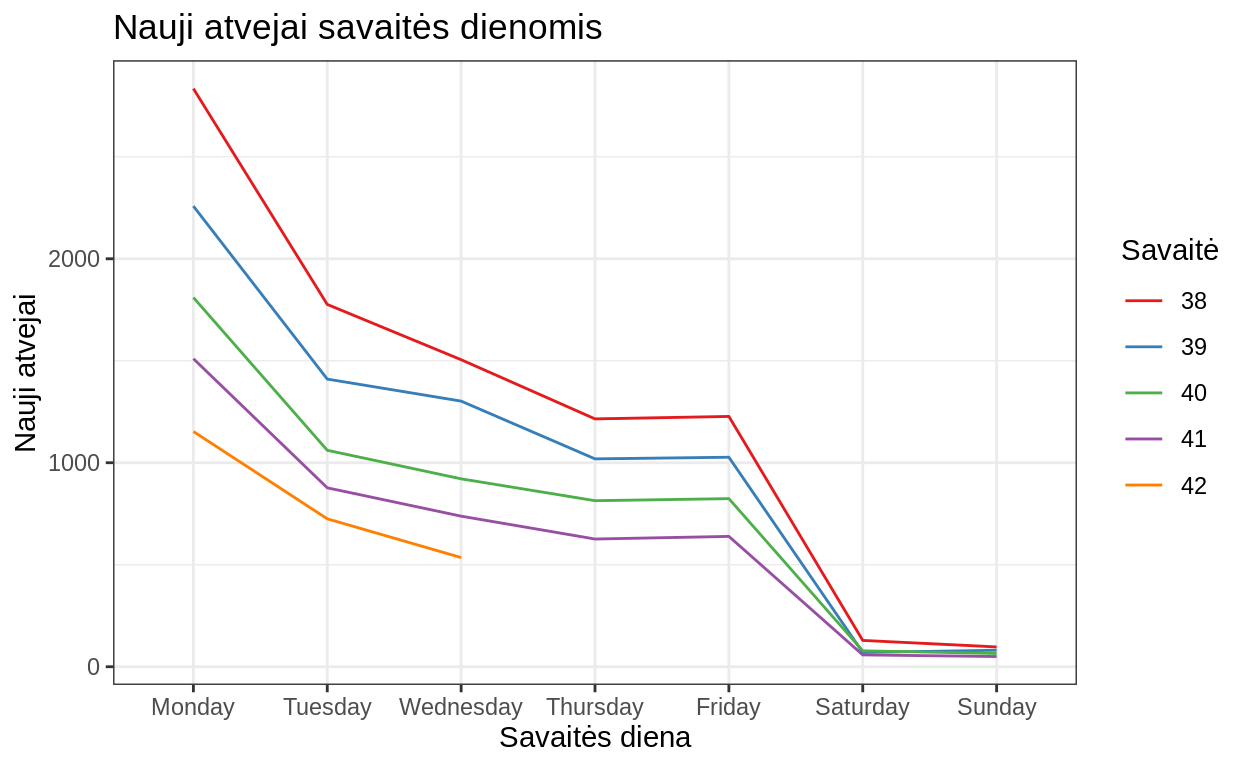 Nauji atvejai savaitės dienomis
Nauji atvejai
2000
1000
0
Monday Tuesday Wednesday Thursday Friday Saturday Sunday
Savaitės diena
Savaitė
38
39
40
41
42